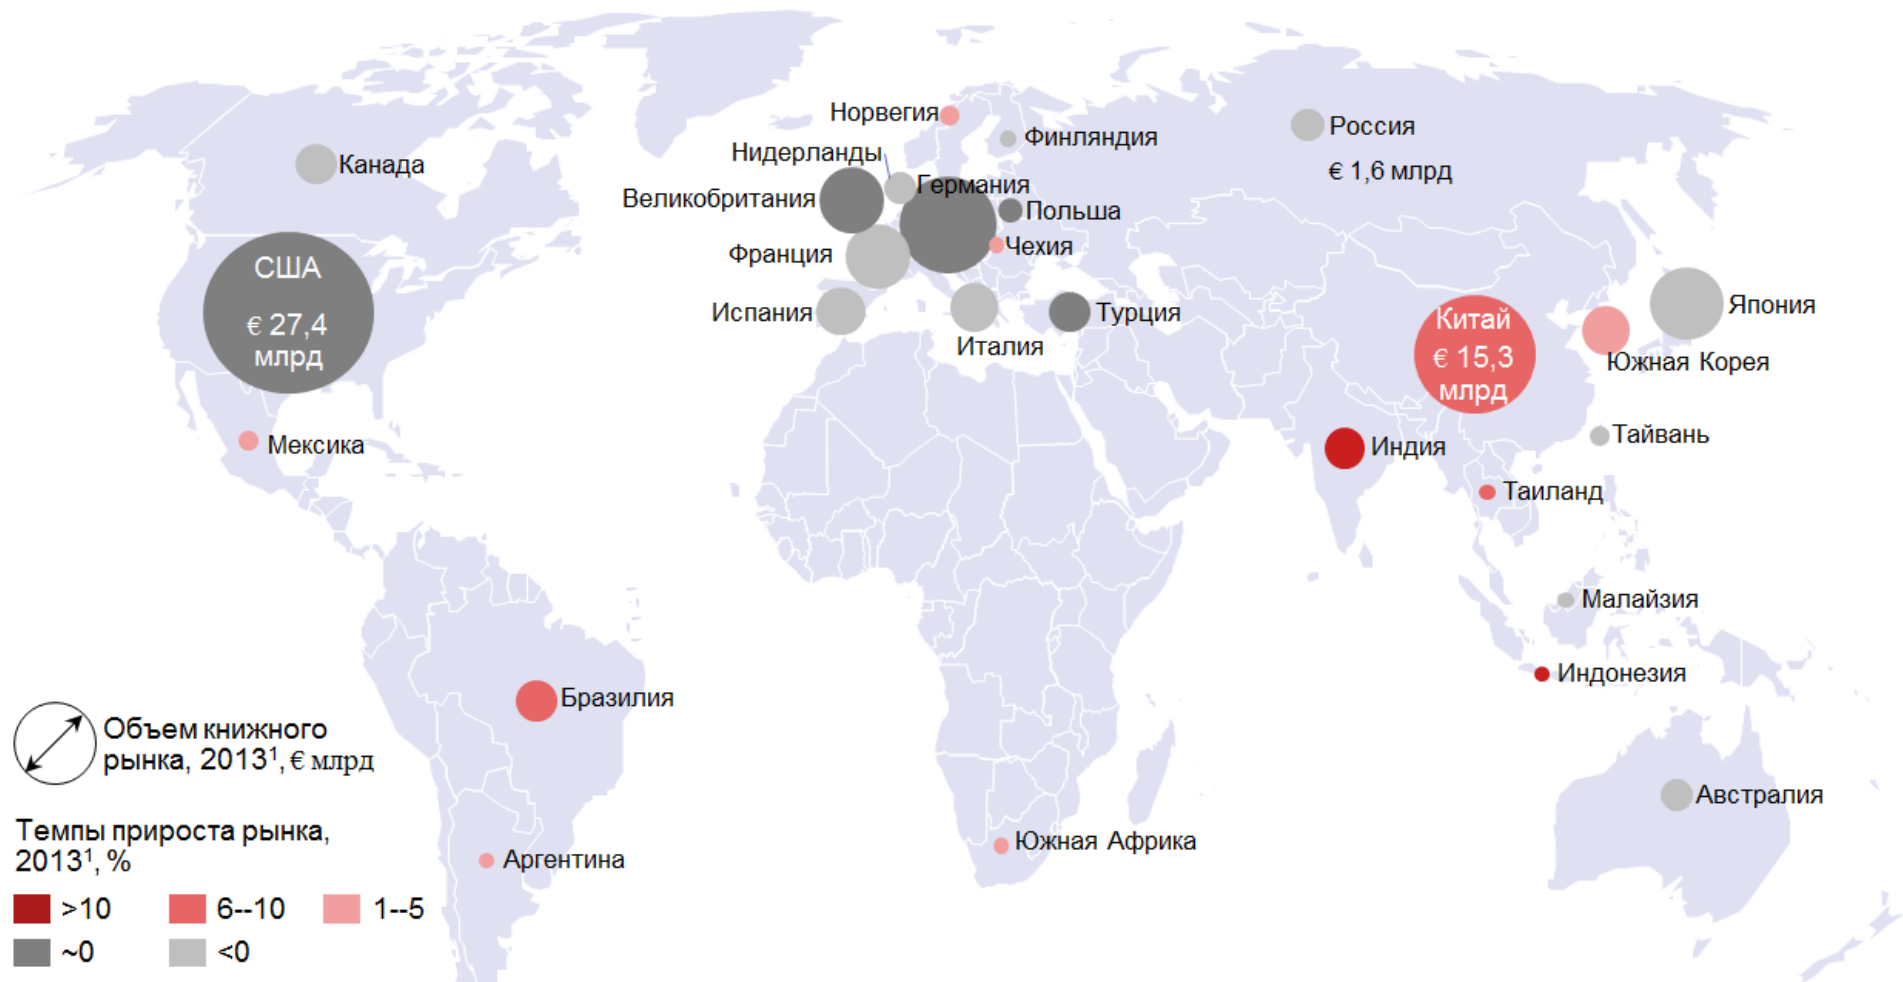 Норвегия
Финляндия
Россия
€ 1,6 млрд
Нидерланды
Канада
Великобритания
Германия
Польша
Франция
Чехия
США
€ 27,4
млрд
Испания
Италия
Турция
Китай
€ 15,3
млрд
Япония
Южная Корея
Мексика
Индия
Тайвань
Таиланд
Малайзия
Индонезия
Бразилия
Австралия
Аргентина
Южная Африка
Объем книжного
рынка, 2013¹, € млрд
Темпы прироста рынка,
2013¹, %
>10
6--10
1--5
~0
<0